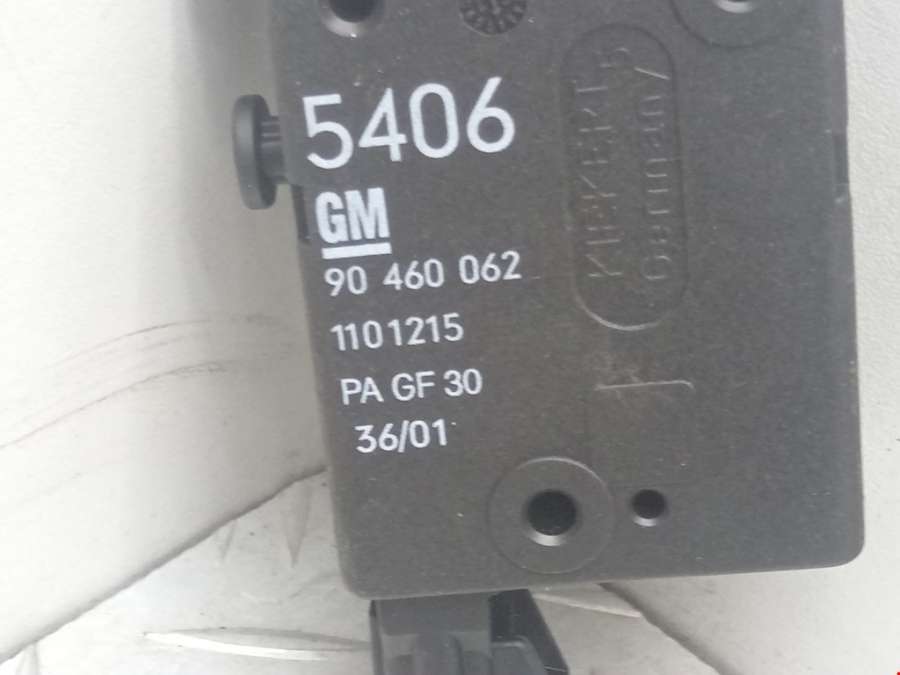 5406
GM
90 460 062
1101215
PA GF 30
36/01
KIEKERT
Germany